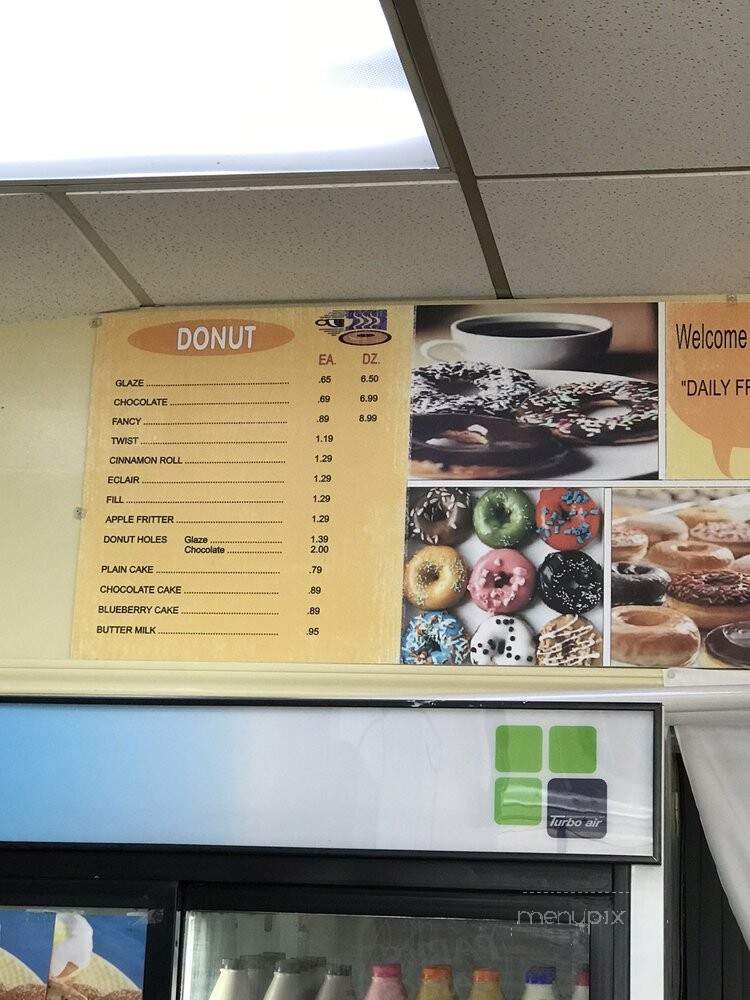 DONUT
EA. DZ.
GLAZE .65 6.50
CHOCOLATE .69 6.99
FANCY .89 8.99
TWIST 1.19
CINNAMON ROLL 1.29
ECLAIR 1.29
FILL 1.29
APPLE FRITTER 1.29
DONUT HOLES Glaze 1.39
Chocolate 2.00
PLAIN CAKE .79
CHOCOLATE CAKE .89
BLUEBERRY CAKE .89
BUTTER MILK .95
Welcome
"DAILY FR
Turbo air
menupix